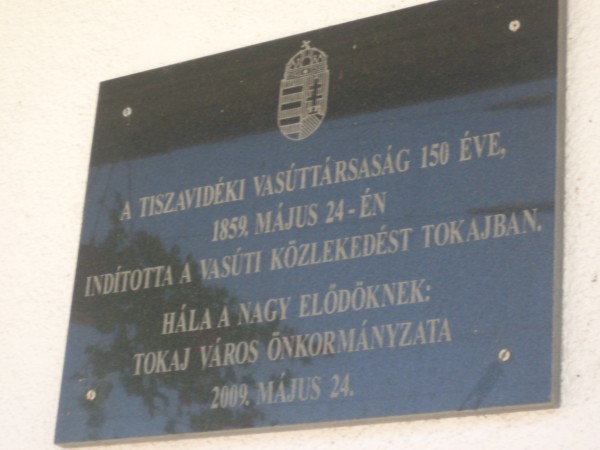 A TISZAVIDÉKI VASÚTTÁRSASÁG 150 ÉVE,
1859. MÁJUS 24-ÉN
INDÍTOTTA A VASÚTI KÖZLEKEDÉST TOKAJBAN.
HÁLA A NAGY ELŐDÖKNEK:
TOKAJ VÁROS ÖNKORMÁNYZATA
2009. MÁJUS 24.